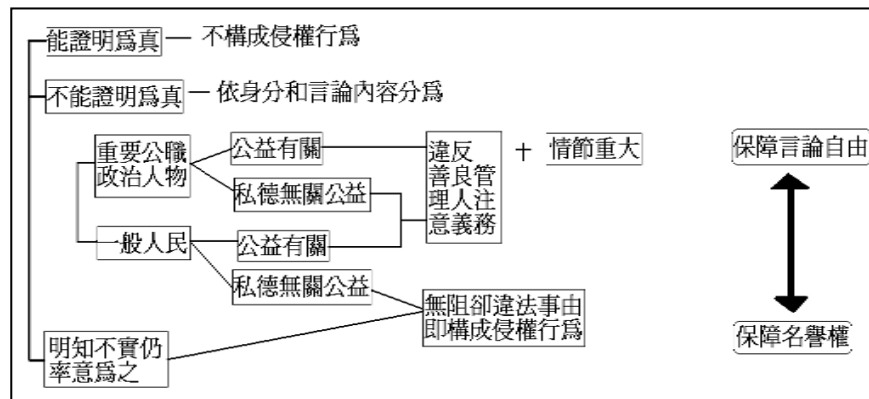 能證明爲真 — 不構成侵權行爲
不能證明爲真 — 依身分和言論內容分爲
重要公職
政治人物
公益有關
私德無關公益
違反
善良管
理人注
意義務
+ 情節重大
保障言論自由
一般人民
公益有關
私德無關公益
無阻卻違法事由
即構成侵權行爲
明知不實仍
率意爲之
保障名譽權